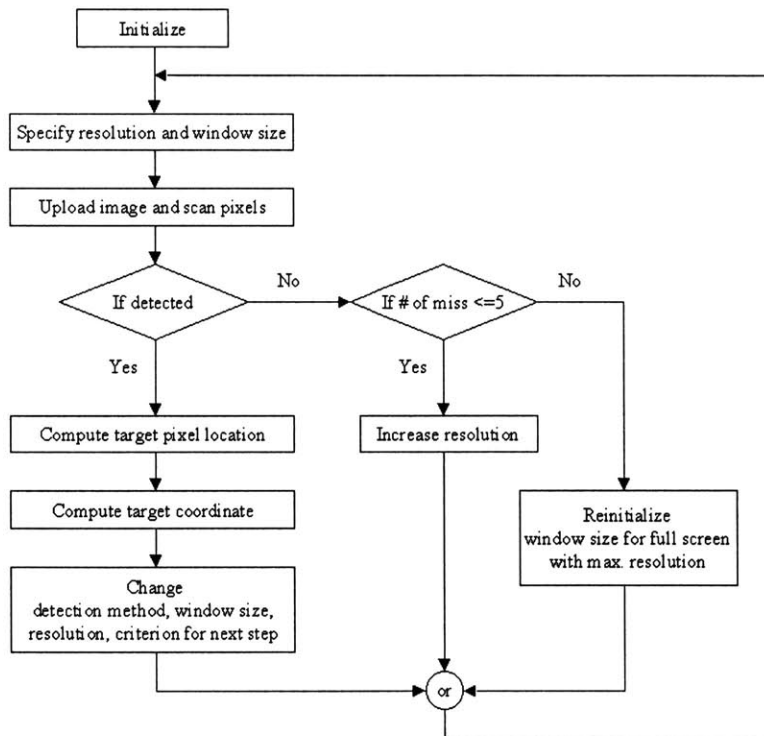 Initialize
Specify resolution and window size
Upload image and scan pixels
If detected
No
If # of miss <=5
No
Yes
Yes
Compute target pixel location
Increase resolution
Compute target coordinate
Reinitialize
window size for full screen
with max. resolution
Change
detection method, window size,
resolution, criterion for next step
or